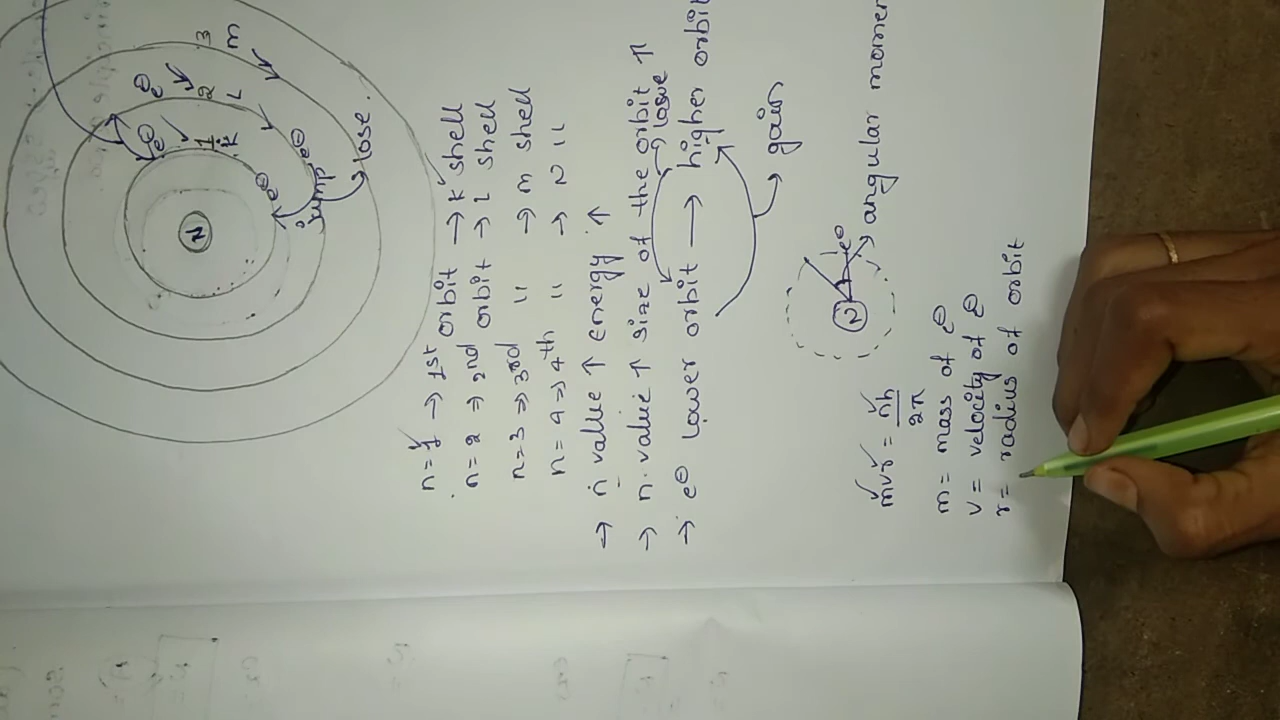 3 m
e⊖ 2 L
e⊖ 1 K
N e⊖ e⊖
jump
lose.
n=1 → 1st orbit → K shell
n=2 ⇒ 2nd orbit → L shell
n=3 ⇒ 3rd '' → m shell
n=4 ⇒ 4th '' → N ''
→ n value ↑ energy ↑
→ n. value ↑ size of the orbit ↑
→ e⊖ lower orbit → higher orbit
gain
N e⊖
mvr = nh/2π → angular momen
m = mass of e⊖
v = velocity of e⊖
r = radius of orbit